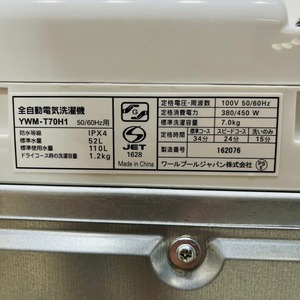 全自動電気洗濯機
YWM-T70H1 50/60Hz用
防水等級 IPX4
標準水量 52L
標準使用水量 110L
ドライコース時の洗濯容量 1.2kg
JET
1628
Made in China
定格電圧・周波数 100V 50/60Hz
定格消費電力 380/450 W
標準洗濯容量 7.0kg
目安時間 標準コース スピードコース 洗いのみ
34分 24分 15分
製造番号 162076
ワールプールジャパン株式会社